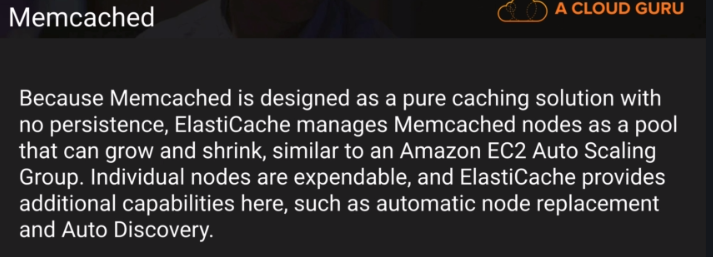 Memcached
A CLOUD GURU
Because Memcached is designed as a pure caching solution with
no persistence, ElastiCache manages Memcached nodes as a pool
that can grow and shrink, similar to an Amazon EC2 Auto Scaling
Group. Individual nodes are expendable, and ElastiCache provides
additional capabilities here, such as automatic node replacement
and Auto Discovery.